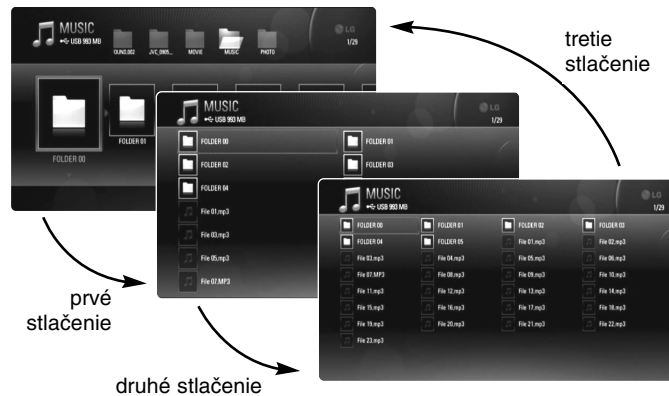 MUSIC
USB 993 MB
LG
1/29
JVC_0905...
MOVIE
MUSIC
PHOTO
FOLDER 00
FOLDER 01
MUSIC
USB 993 MB
LG
1/29
FOLDER 00
FOLDER 01
FOLDER 02
FOLDER 03
FOLDER 04
File 01.mp3
File 03.mp3
File 05.mp3
File 07.MP3
MUSIC
USB 993 MB
LG
1/29
FOLDER 00 FOLDER 01 FOLDER 02 FOLDER 03
FOLDER 04 FOLDER 05 File 01.mp3 File 02.mp3
File 03.mp3 File 04.mp3 File 05.mp3 File 06.mp3
File 07.MP3 File 08.mp3 File 09.mp3 File 10.mp3
File 11.mp3 File 12.mp3 File 13.mp3 File 14.mp3
File 15.mp3 File 16.mp3 File 17.mp3 File 18.mp3
File 19.mp3 File 20.mp3 File 21.mp3 File 22.mp3
File 23.mp3
tretie
stlačenie
prvé
stlačenie
druhé stlačenie